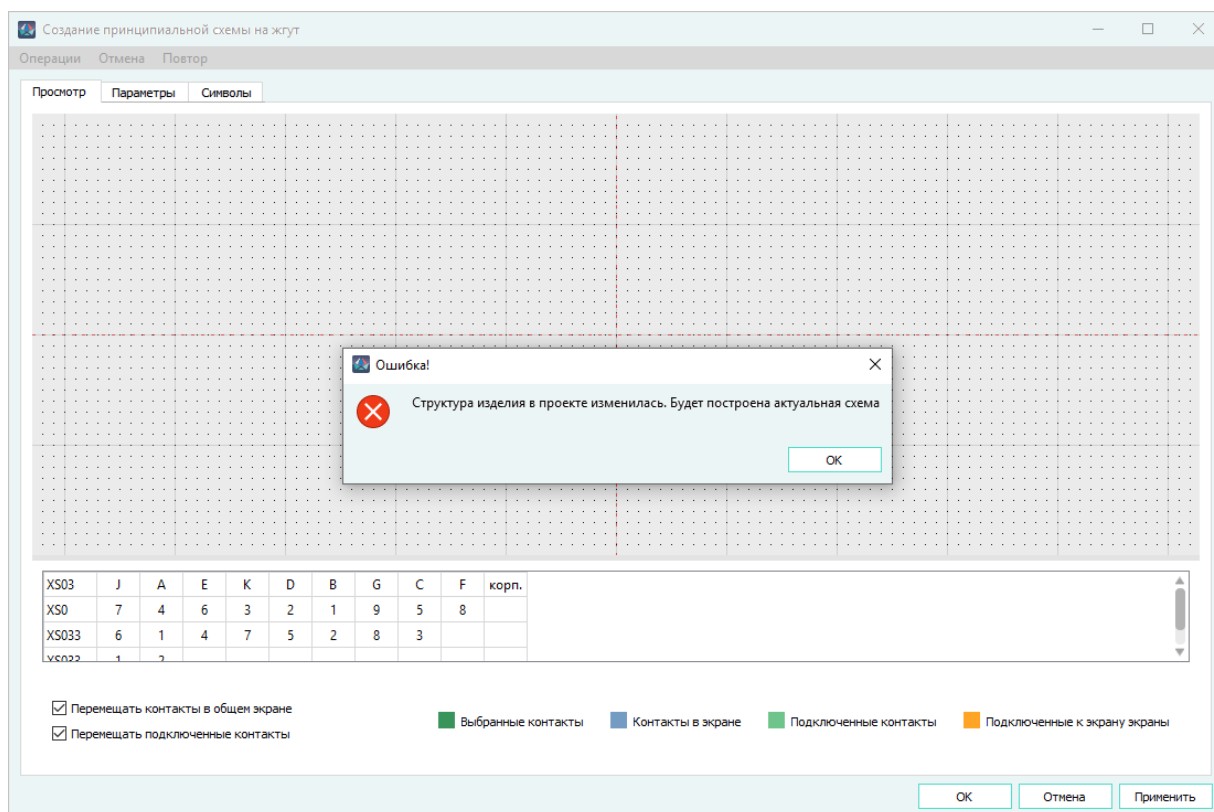 Создание принципиальной схемы на жгут
Операции Отмена Повтор
Просмотр Параметры Символы
Ошибка!
Структура изделия в проекте изменилась. Будет построена актуальная схема
OK
XS03 J A E K D B G C F корп.
XS0 7 4 6 3 2 1 9 5 8
XS033 6 1 4 7 5 2 8 3
XS033 1 2
Перемещать контакты в общем экране
Перемещать подключенные контакты
Выбранные контакты Контакты в экране Подключенные контакты Подключенные к экрану экраны
OK Отмена Применить